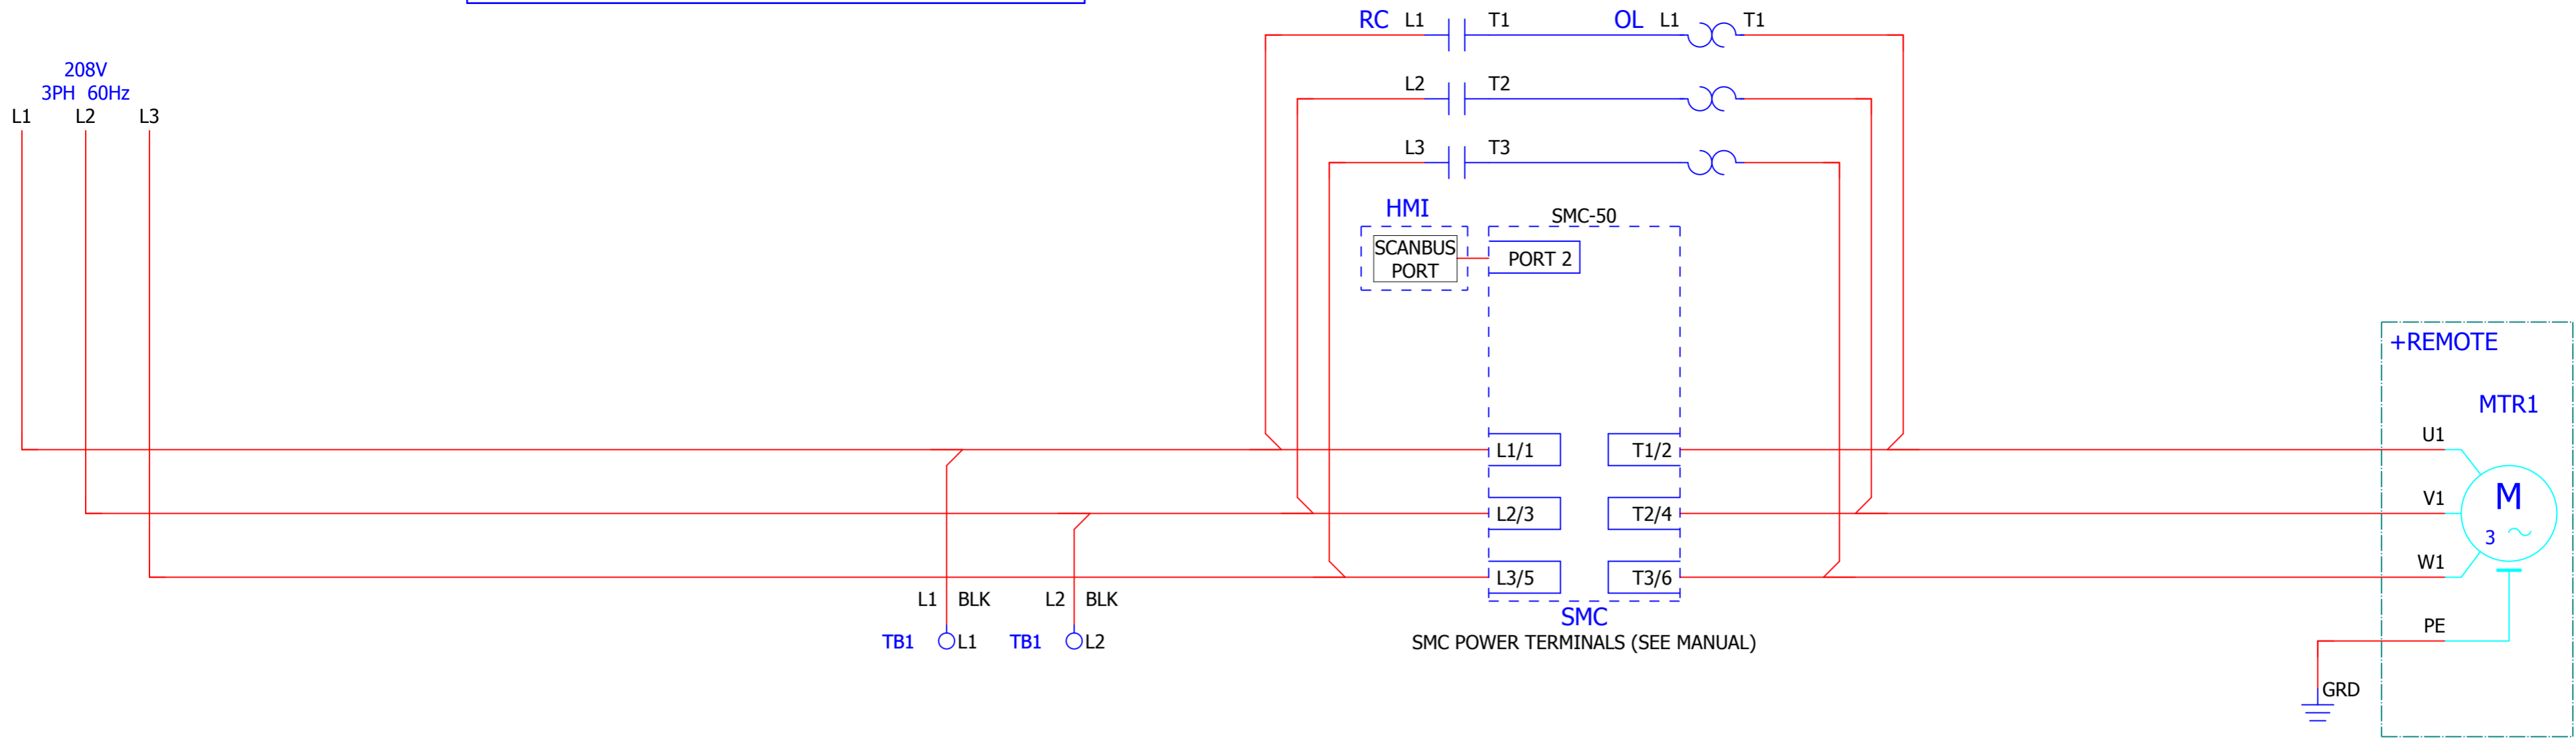 RC L1 T1 OL L1 T1
208V
3PH 60Hz
L1 L2 L3
L2 T2
L3 T3
HMI
SMC-50
SCANBUS
PORT
PORT 2
+REMOTE
MTR1
U1
L1/1 T1/2
V1
M
L2/3 T2/4
3
W1
L3/5 T3/6
L1 BLK L2 BLK
SMC
PE
TB1 L1 TB1 L2
SMC POWER TERMINALS (SEE MANUAL)
GRD